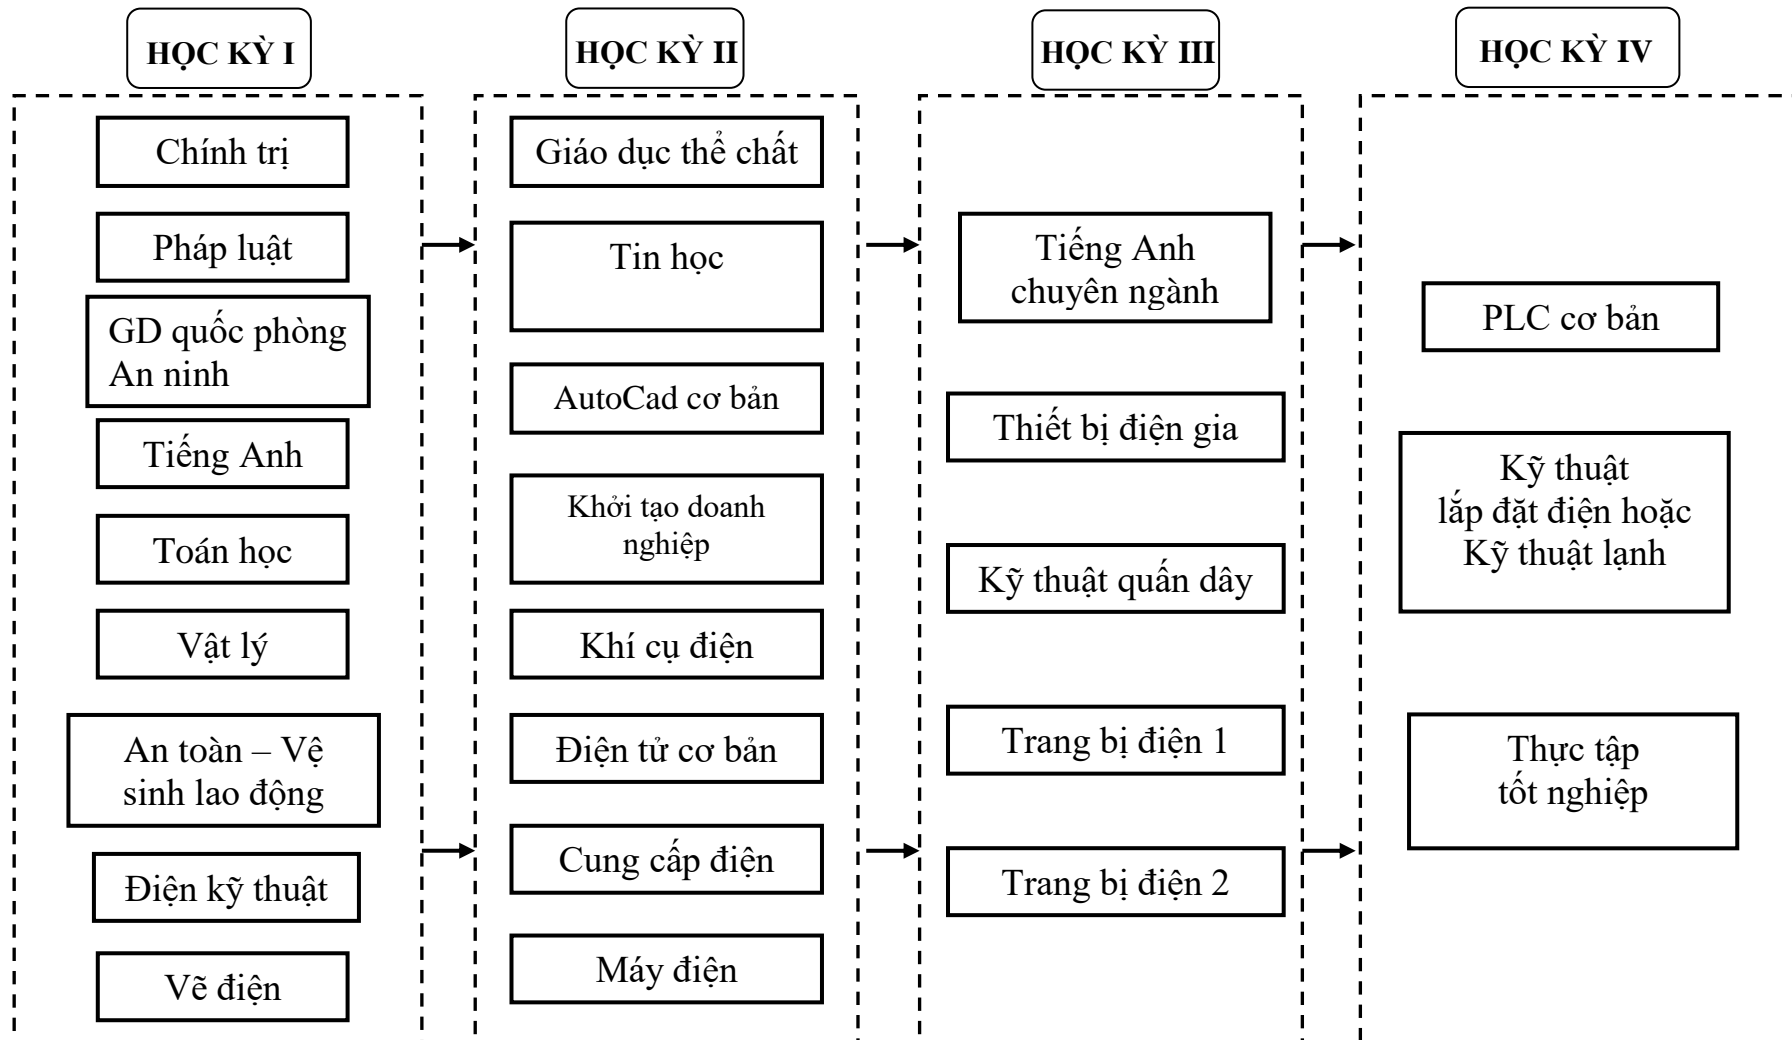 HỌC KỲ I
Chính trị
Pháp luật
GD quốc phòng
An ninh
Tiếng Anh
Toán học
Vật lý
An toàn – Vệ
sinh lao động
Điện kỹ thuật
Vẽ điện
HỌC KỲ II
Giáo dục thể chất
Tin học
AutoCad cơ bản
Khởi tạo doanh
nghiệp
Khí cụ điện
Điện tử cơ bản
Cung cấp điện
Máy điện
HỌC KỲ III
Tiếng Anh
chuyên ngành
Thiết bị điện gia
Kỹ thuật quấn dây
Trang bị điện 1
Trang bị điện 2
HỌC KỲ IV
PLC cơ bản
Kỹ thuật
lắp đặt điện hoặc
Kỹ thuật lạnh
Thực tập
tốt nghiệp